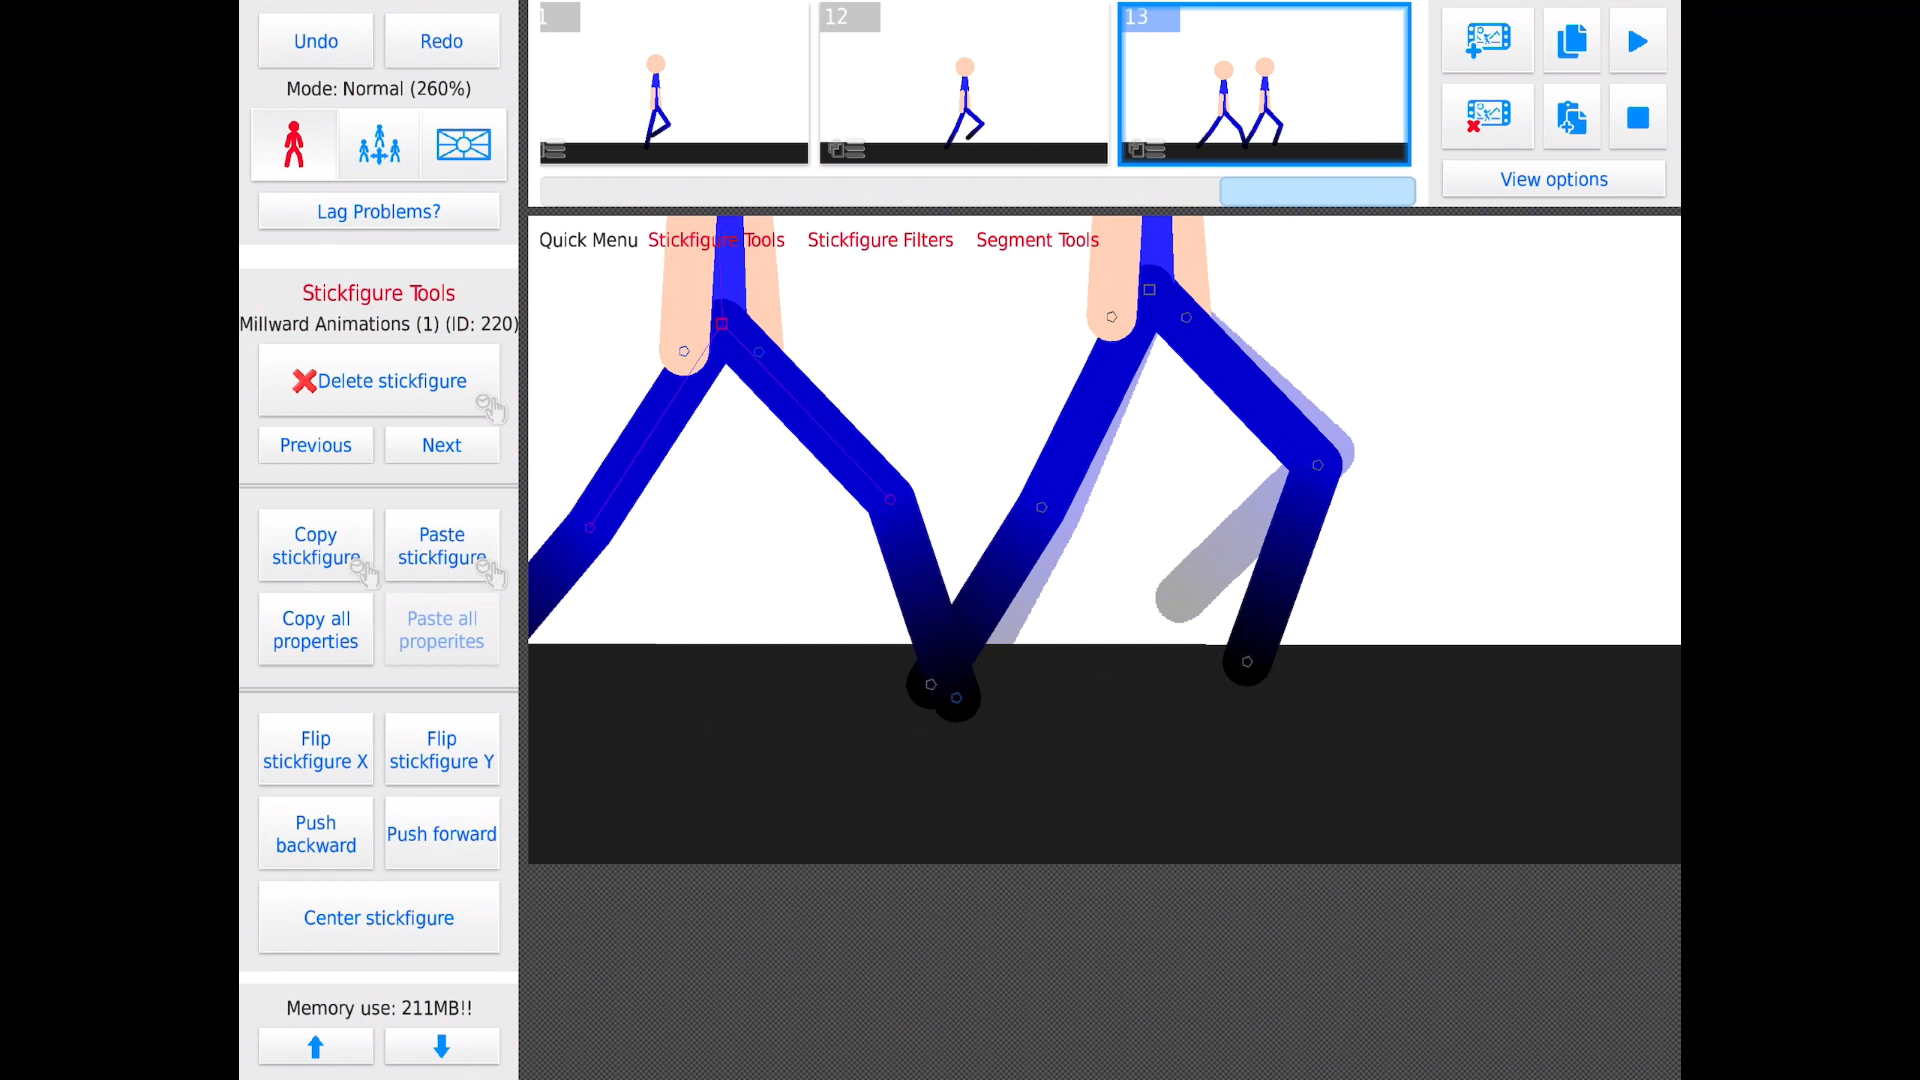 Undo
Redo
Mode: Normal (260%)
Lag Problems?
Stickfigure Tools
Millward Animations (1) (ID: 220)
Delete stickfigure
Previous
Next
Copy
stickfigure
Paste
stickfigure
Copy all
properties
Paste all
properites
Flip
stickfigure X
Flip
stickfigure Y
Push
backward
Push forward
Center stickfigure
Memory use: 211MB!!
1
12
13
View options
Quick Menu
Stickfigure Tools
Stickfigure Filters
Segment Tools